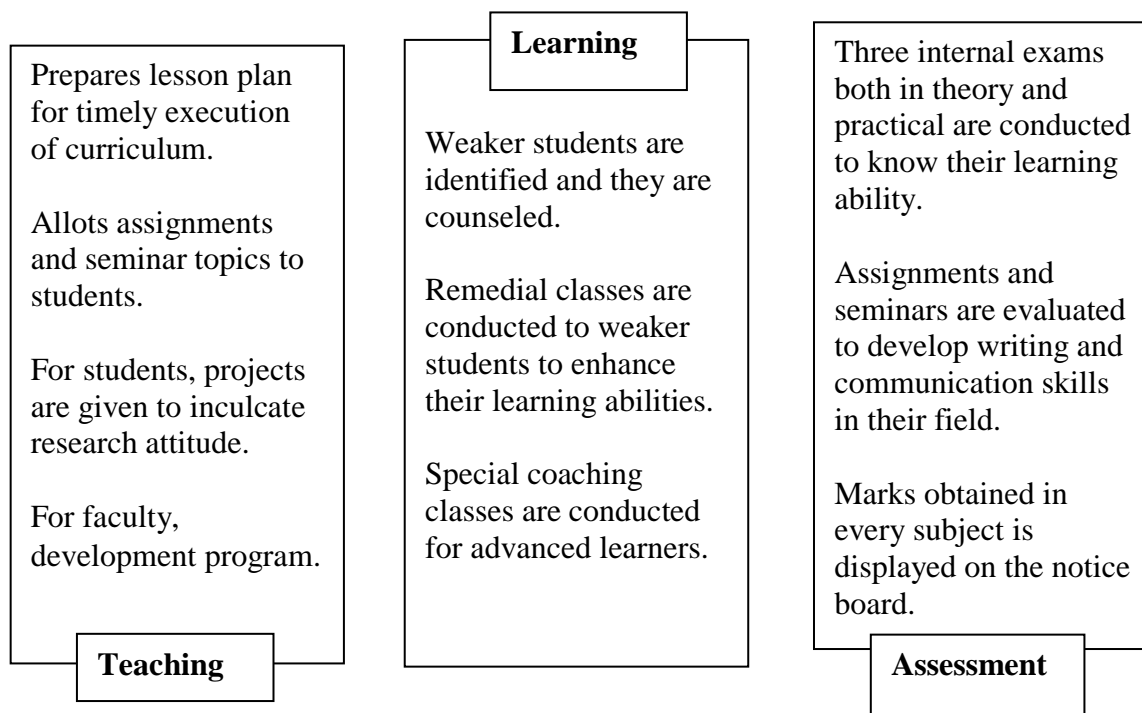 Prepares lesson plan
for timely execution
of curriculum.
Allots assignments
and seminar topics to
students.
For students, projects
are given to inculcate
research attitude.
For faculty,
development program.
Teaching
Learning
Weaker students are
identified and they are
counseled.
Remedial classes are
conducted to weaker
students to enhance
their learning abilities.
Special coaching
classes are conducted
for advanced learners.
Three internal exams
both in theory and
practical are conducted
to know their learning
ability.
Assignments and
seminars are evaluated
to develop writing and
communication skills
in their field.
Marks obtained in
every subject is
displayed on the notice
board.
Assessment